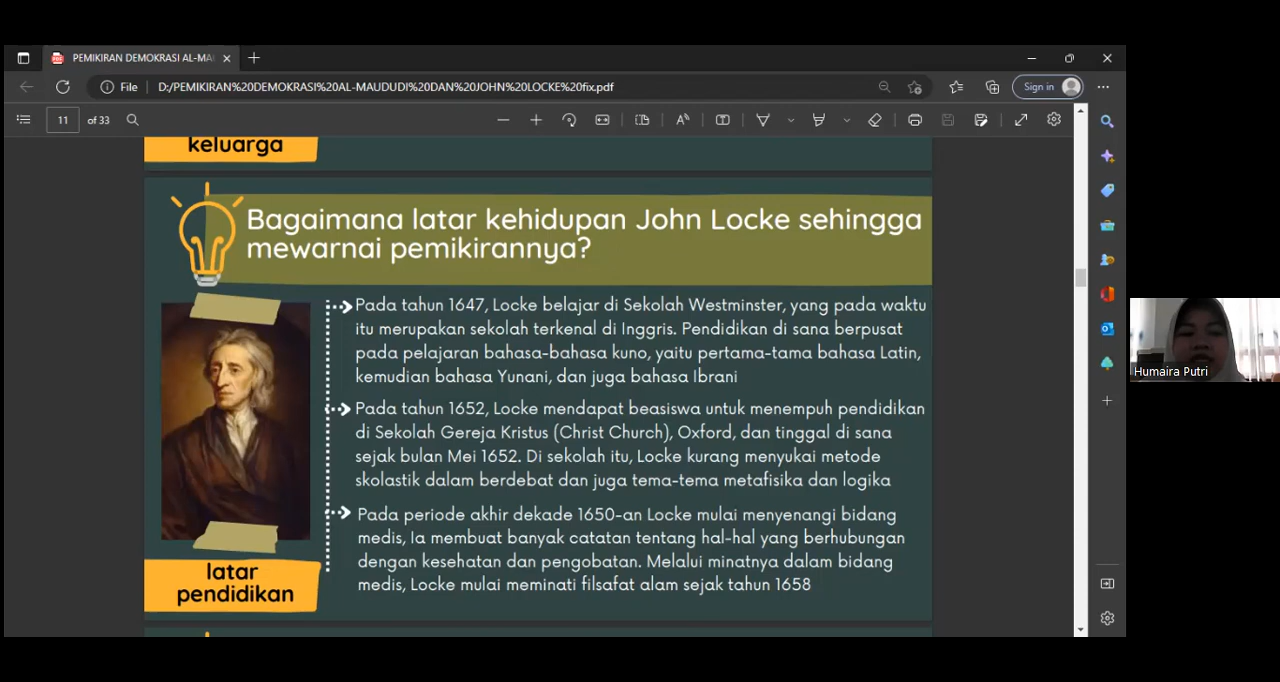 PEMIKIRAN DEMOKRASI AL-MA
File D:/PEMIKIRAN%20DEMOKRASI%20AL-MAUDUDI%20DAN%20JOHN%20LOCKE%20fix.pdf
Sign in
11 of 33
keluarga
Bagaimana latar kehidupan John Locke sehingga
mewarnai pemikirannya?
Pada tahun 1647, Locke belajar di Sekolah Westminster, yang pada waktu
itu merupakan sekolah terkenal di Inggris. Pendidikan di sana berpusat
pada pelajaran bahasa-bahasa kuno, yaitu pertama-tama bahasa Latin,
kemudian bahasa Yunani, dan juga bahasa Ibrani
Pada tahun 1652, Locke mendapat beasiswa untuk menempuh pendidikan
di Sekolah Gereja Kristus (Christ Church), Oxford, dan tinggal di sana
sejak bulan Mei 1652. Di sekolah itu, Locke kurang menyukai metode
skolastik dalam berdebat dan juga tema-tema metafisika dan logika
Pada periode akhir dekade 1650-an Locke mulai menyenangi bidang
medis, Ia membuat banyak catatan tentang hal-hal yang berhubungan
dengan kesehatan dan pengobatan. Melalui minatnya dalam bidang
medis, Locke mulai meminati filsafat alam sejak tahun 1658
latar
pendidikan
Humaira Putri